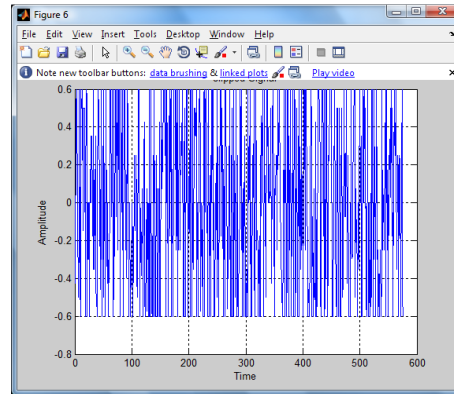 Figure 6
File Edit View Insert Tools Desktop Window Help
Note new toolbar buttons: data brushing & linked plots Play video
0.6
0.4
0.2
0
-0.2
-0.4
-0.6
-0.8
Amplitude
0 100 200 300 400 500 600
Time